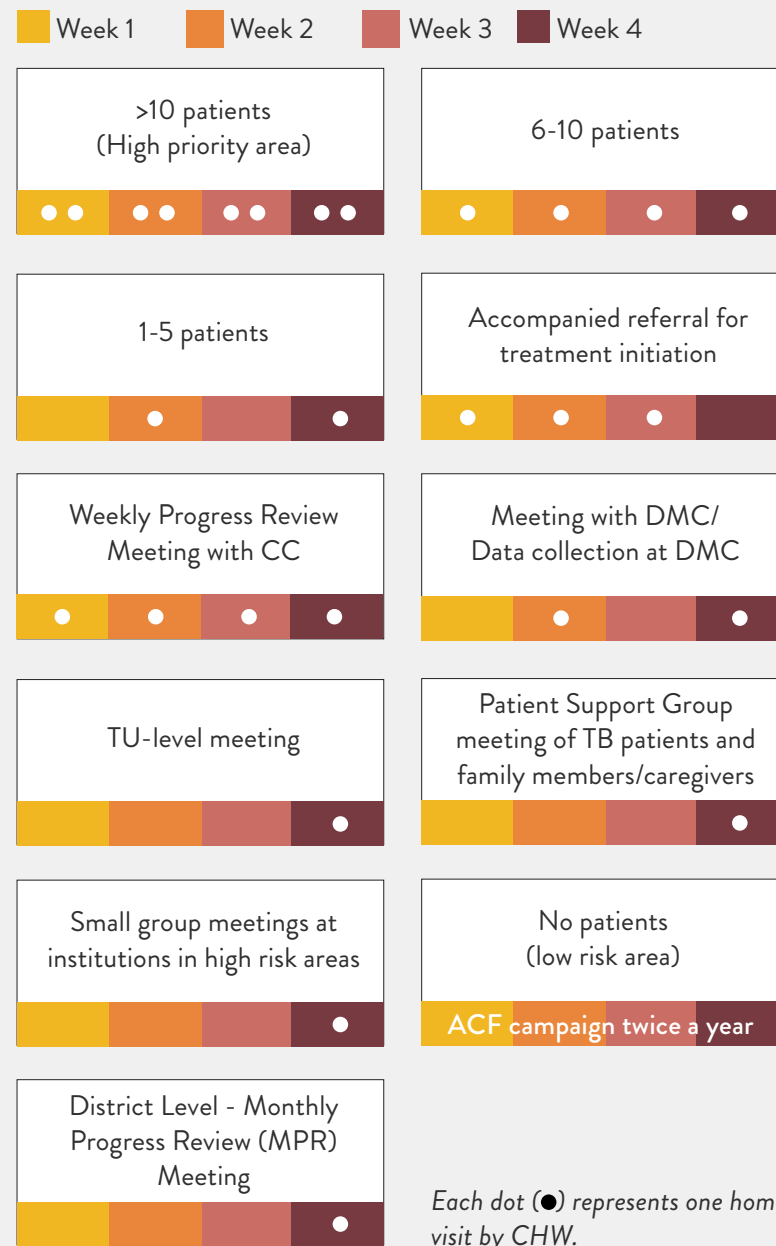 Week 1
Week 2
Week 3
Week 4
>10 patients
(High priority area)
6-10 patients
1-5 patients
Accompanied referral for
treatment initiation
Weekly Progress Review
Meeting with CC
Meeting with DMC/
Data collection at DMC
TU-level meeting
Patient Support Group
meeting of TB patients and
family members/caregivers
Small group meetings at
institutions in high risk areas
No patients
(low risk area)
ACF campaign twice a year
District Level - Monthly
Progress Review (MPR)
Meeting
Each dot (●) represents one hom
visit by CHW.